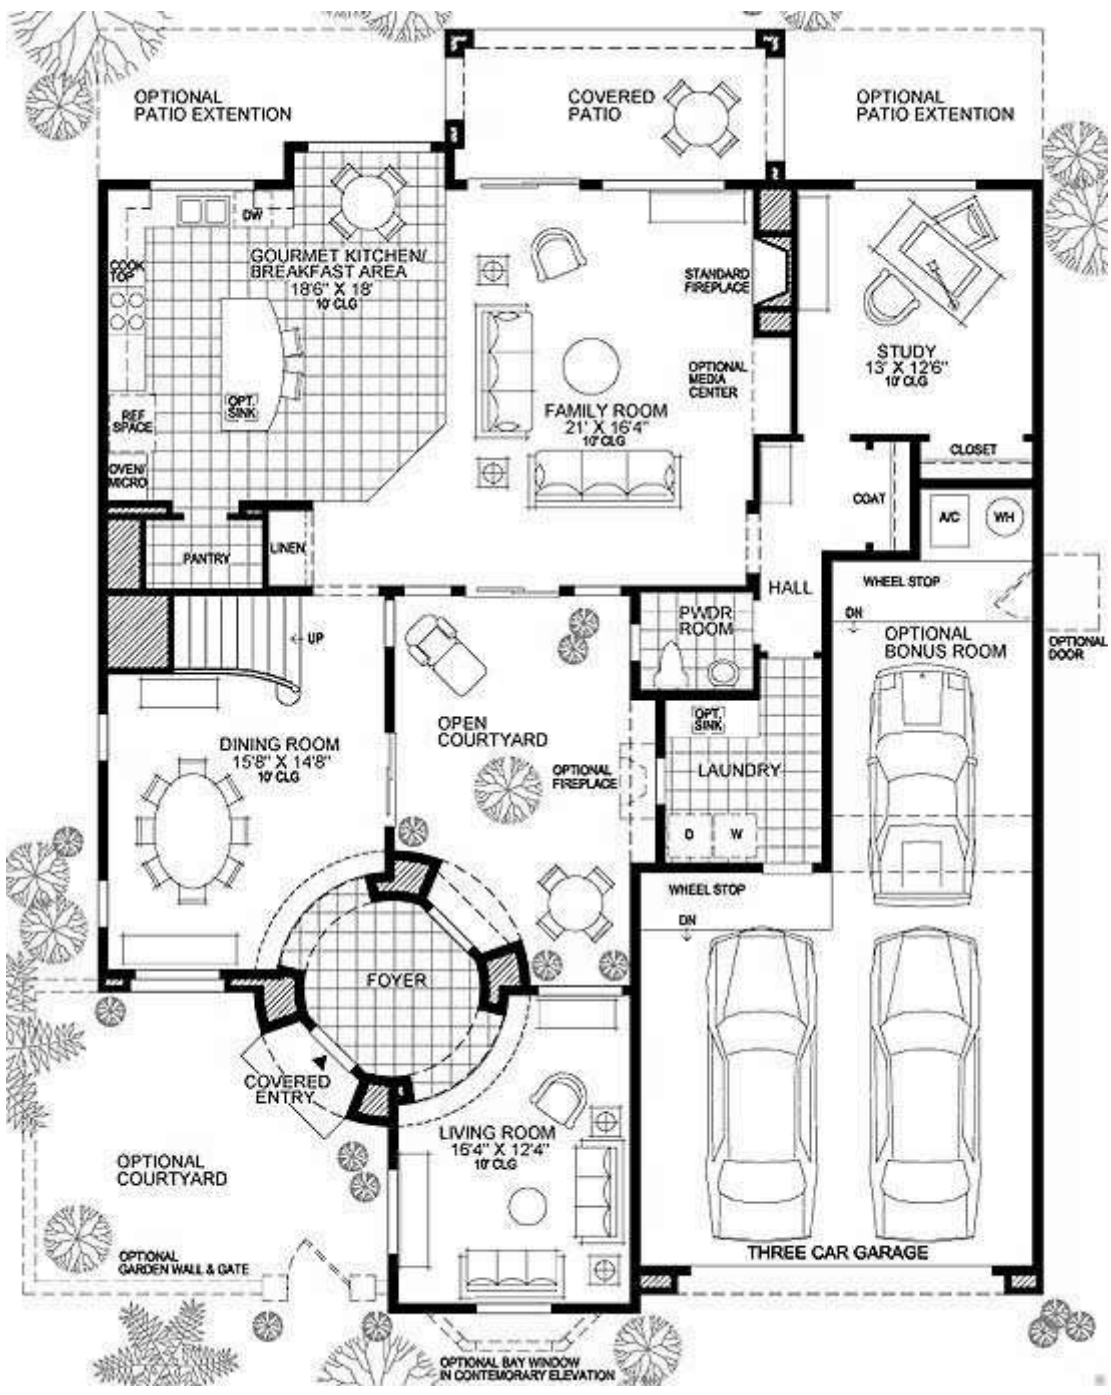 OPTIONAL
PATIO EXTENTION
COVERED
PATIO
OPTIONAL
PATIO EXTENTION
DW
GOURMET KITCHEN/
BREAKFAST AREA
18'6" X 18'
10' CLG
COOK
TOP
STANDARD
FIREPLACE
STUDY
13' X 12'6"
10' CLG
OPTIONAL
MEDIA
CENTER
OPT.
SINK
REF
SPACE
FAMILY ROOM
21' X 16'4"
10' CLG
OVEN/
MICRO
CLOSET
COAT
A/C
WH
PANTRY
LINEN
HALL
WHEEL STOP
DN
UP
PWDR
ROOM
OPTIONAL
BONUS ROOM
OPTIONAL
DOOR
OPEN
COURTYARD
OPT.
SINK
DINING ROOM
15'8" X 14'8"
10' CLG
OPTIONAL
FIREPLACE
LAUNDRY
D
W
WHEEL STOP
DN
FOYER
COVERED
ENTRY
LIVING ROOM
16'4" X 12'4"
10' CLG
OPTIONAL
COURTYARD
THREE CAR GARAGE
OPTIONAL
GARDEN WALL & GATE
OPTIONAL BAY WINDOW
IN CONTEMORARY ELEVATION